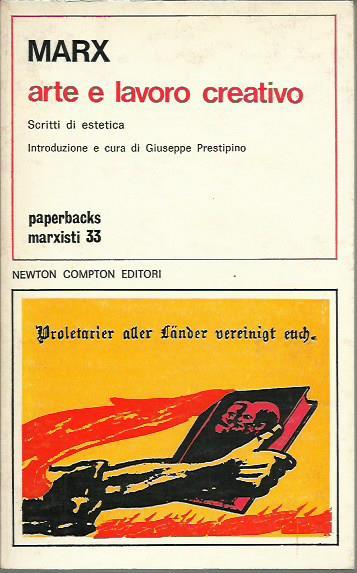 MARX
arte e lavoro creativo
Scritti di estetica
Introduzione e cura di Giuseppe Prestipino
paperbacks
marxisti 33
NEWTON COMPTON EDITORI
Proletarier aller Länder vereinigt euch.